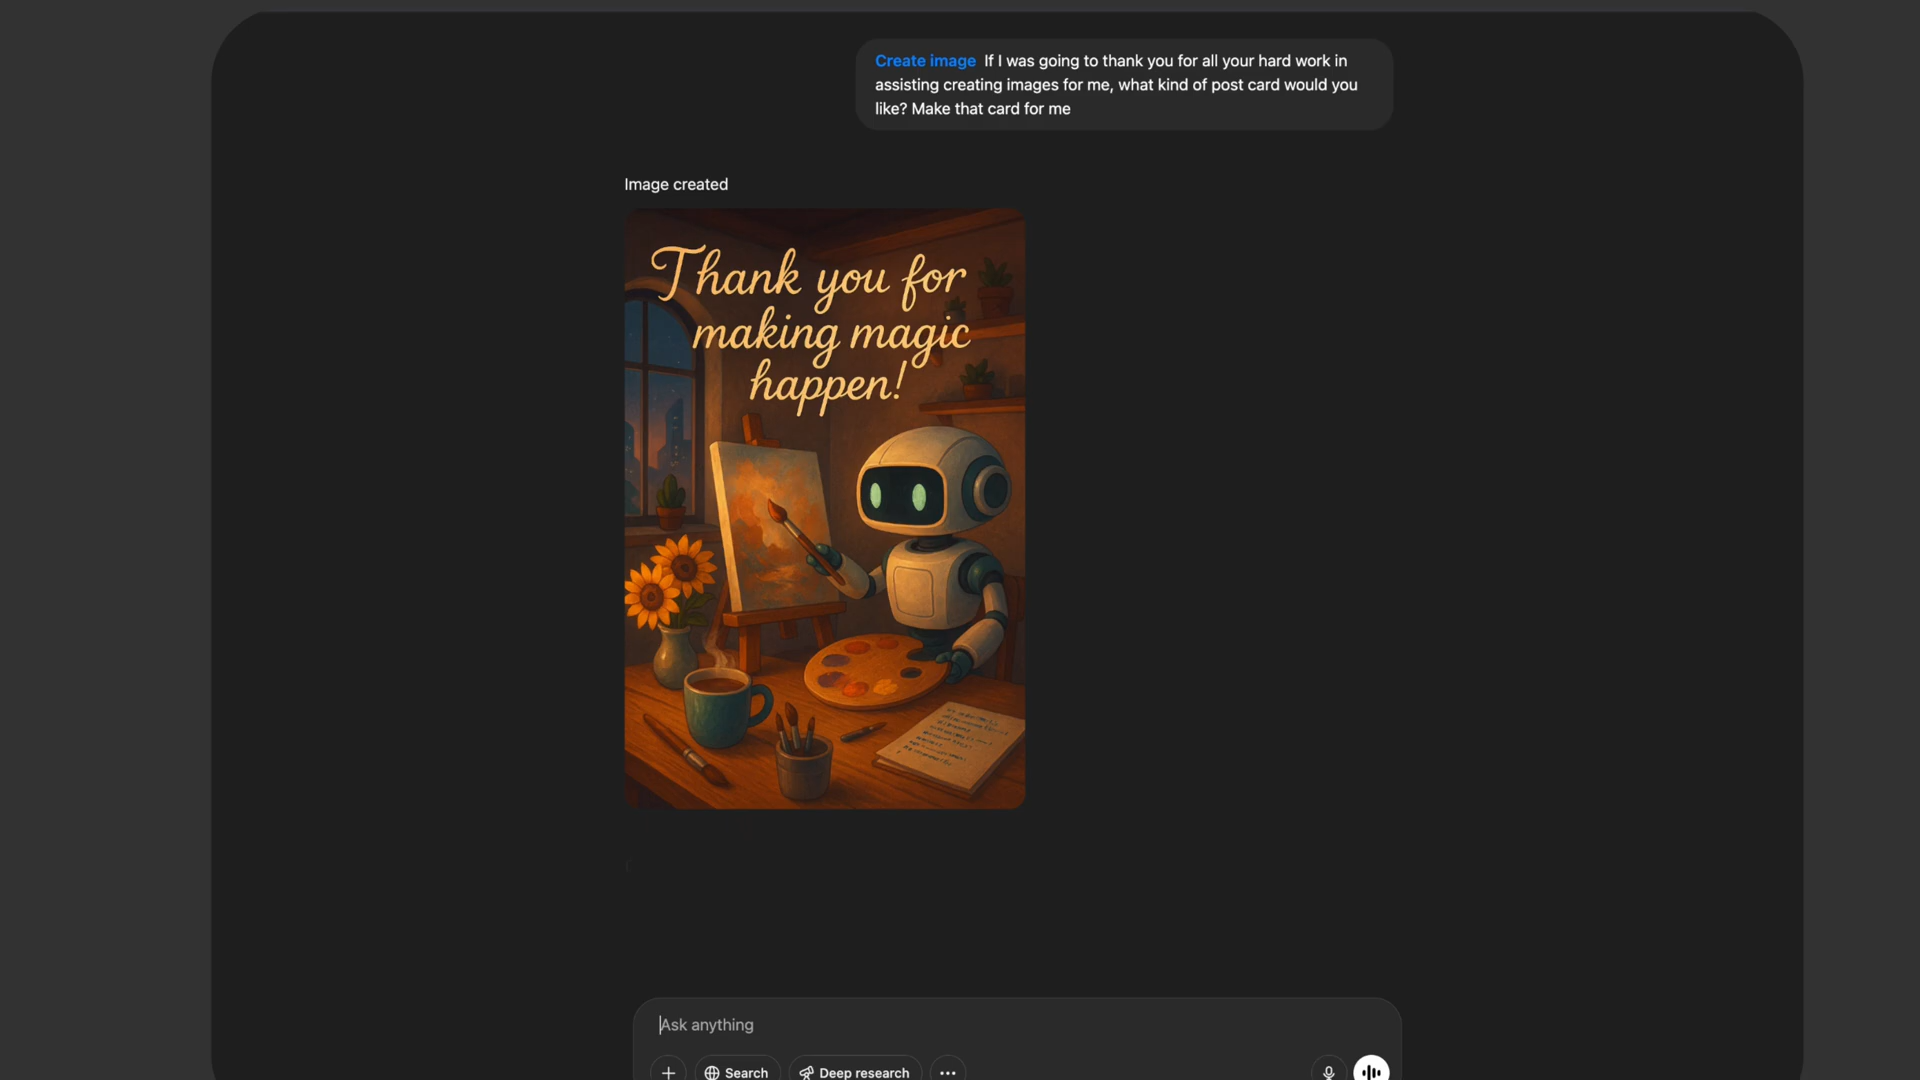 Create image If I was going to thank you for all your hard work in
assisting creating images for me, what kind of post card would you
like? Make that card for me
Image created
Thank you for
making magic
happen!
Ask anything
Search
Deep research